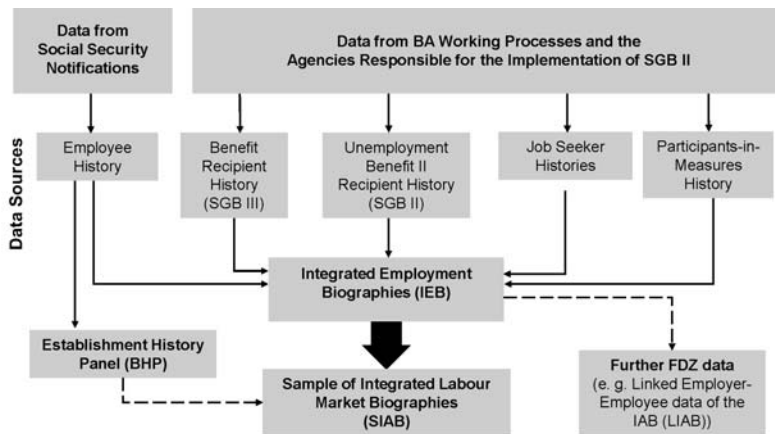 Data from
Social Security
Notifications
Data from BA Working Processes and the
Agencies Responsible for the Implementation of SGB II
Data Sources
Employee
History
Benefit
Recipient
History
(SGB III)
Unemployment
Benefit II
Recipient History
(SGB II)
Job Seeker
Histories
Participants-in-
Measures
History
Integrated Employment
Biographies (IEB)
Establishment History
Panel (BHP)
Sample of Integrated Labour
Market Biographies
(SIAB)
Further FDZ data
(e. g. Linked Employer-
Employee data of the
IAB (LIAB))